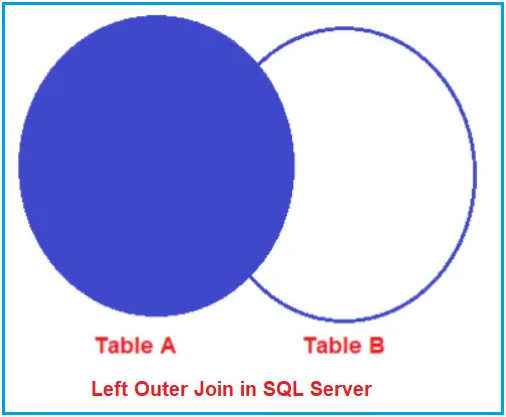 Table A Table B
Left Outer Join in SQL Server